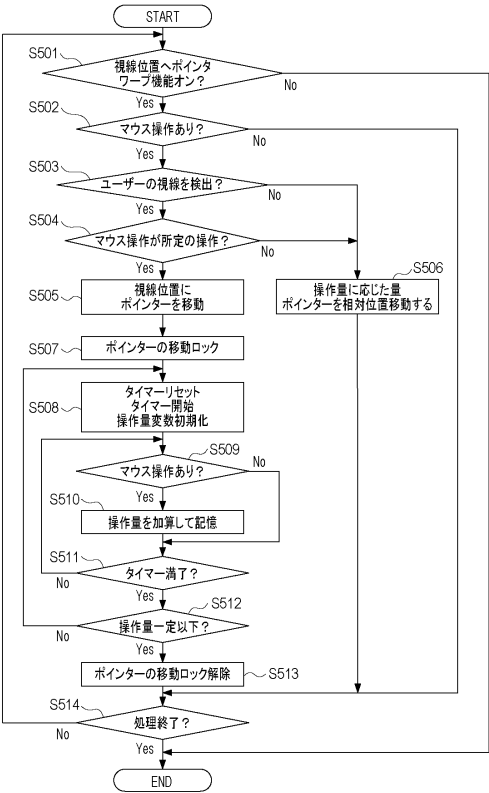 START
S501
視線位置へポインタ
ワープ機能オン？
No
Yes
S502
マウス操作あり？
No
Yes
S503
ユーザーの視線を検出？
No
Yes
S504
マウス操作が所定の操作？
No
Yes
S505
視線位置に
ポインターを移動
S506
操作量に応じた量
ポインターを相対位置移動する
S507
ポインターの移動ロック
S508
タイマーリセット
タイマー開始
操作量変数初期化
S509
マウス操作あり？
No
Yes
S510
操作量を加算して記憶
S511
タイマー満了？
No
Yes
S512
操作量一定以下？
No
Yes
ポインターの移動ロック解除
S513
S514
処理終了？
No
Yes
END